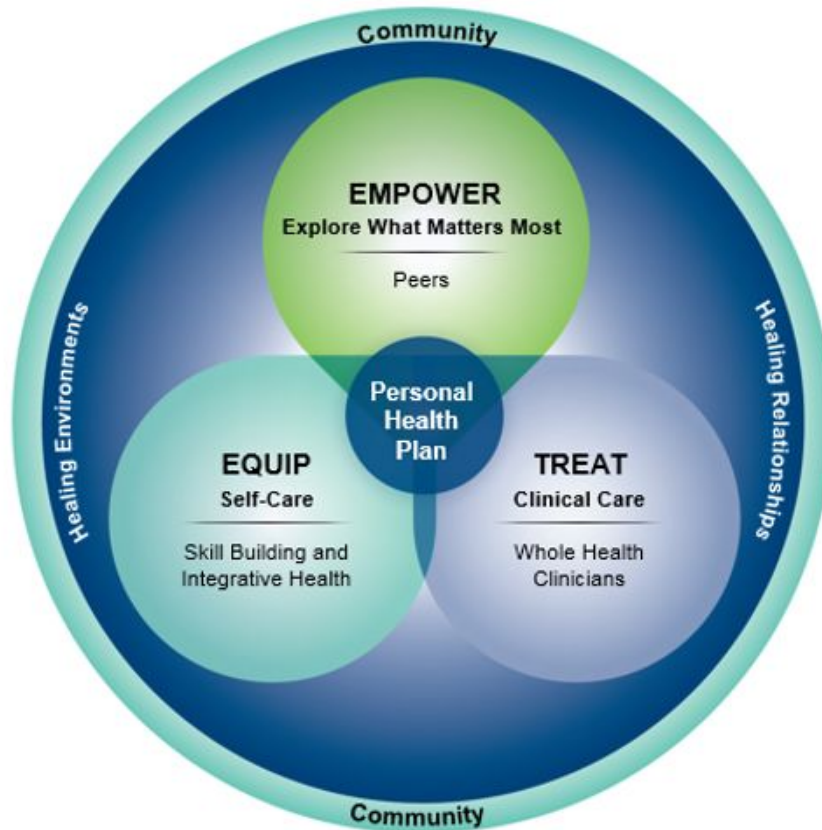 Community
EMPOWER
Explore What Matters Most
Peers
Healing Environments
Healing Relationships
Personal
Health
Plan
EQUIP
Self-Care
Skill Building and
Integrative Health
TREAT
Clinical Care
Whole Health
Clinicians
Community